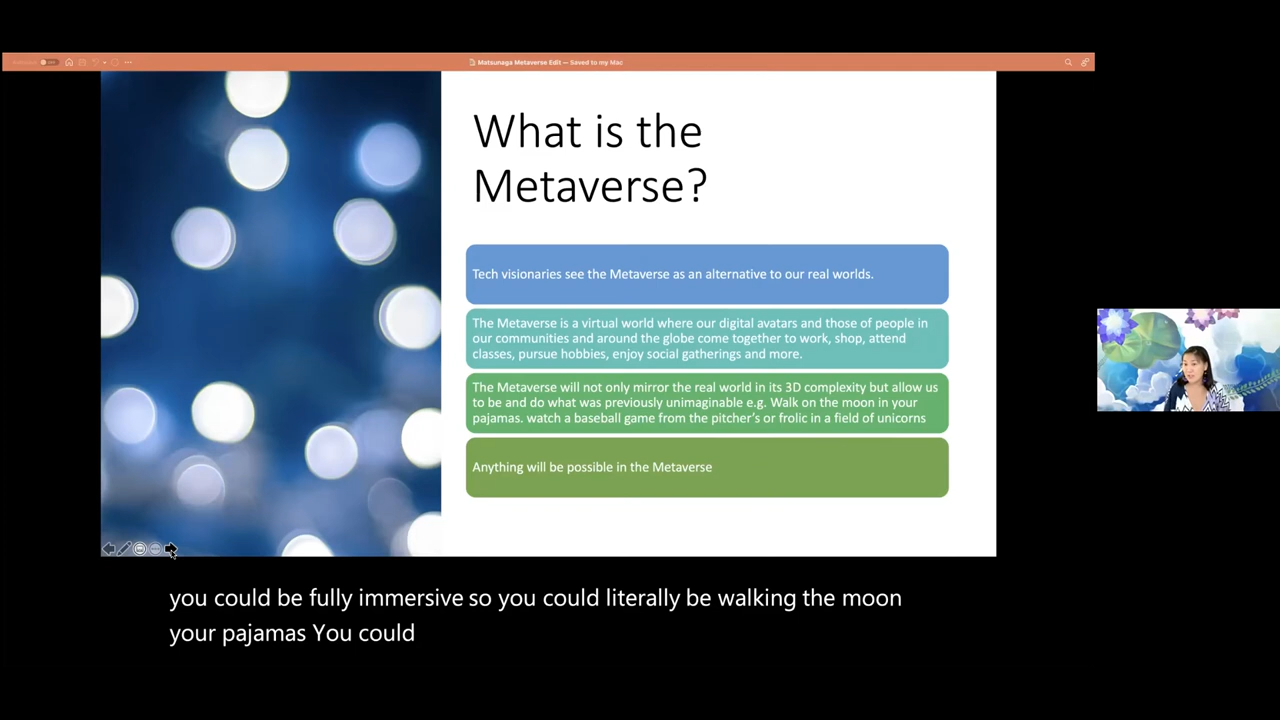 Matsunaga Metaverse Edit — Saved to my Mac
What is the
Metaverse?
Tech visionaries see the Metaverse as an alternative to our real worlds.
The Metaverse is a virtual world where our digital avatars and those of people in
our communities and around the globe come together to work, shop, attend
classes, pursue hobbies, enjoy social gatherings and more.
The Metaverse will not only mirror the real world in its 3D complexity but allow us
to be and do what was previously unimaginable e.g. Walk on the moon in your
pajamas. watch a baseball game from the pitcher's or frolic in a field of unicorns
Anything will be possible in the Metaverse
you could be fully immersive so you could literally be walking the moon
your pajamas You could